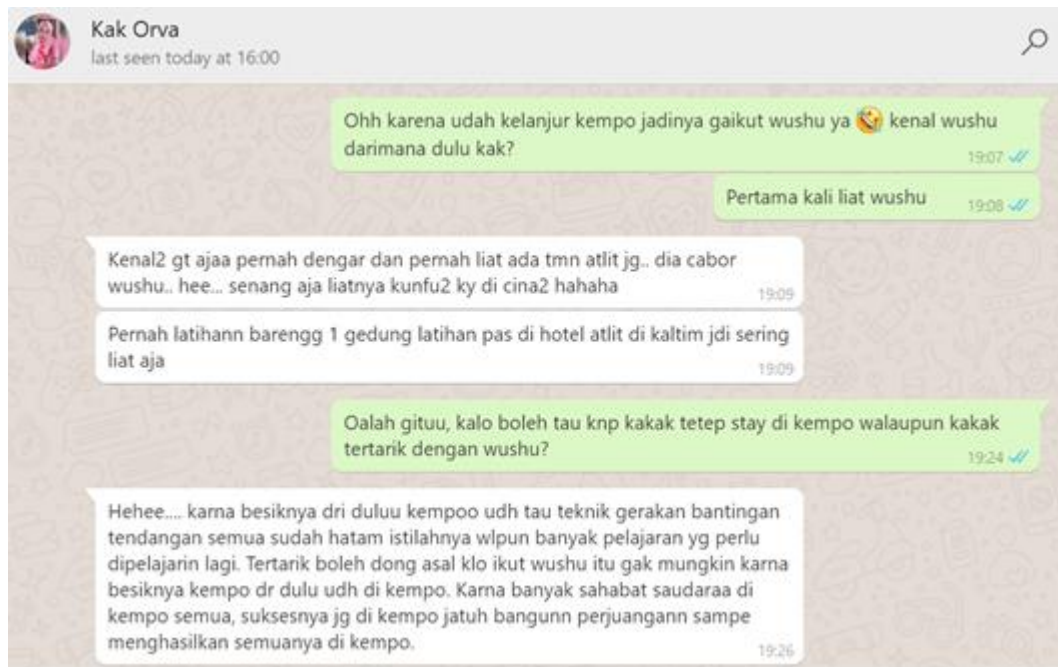 Kak Orva
last seen today at 16:00
Ohh karena udah kelanjur kempo jadinya gaikut wushu ya 🤣 kenal wushu
darimana dulu kak?
19:07
Pertama kali liat wushu
19:08
Kenal2 gt ajaa pernah dengar dan pernah liat ada tmn atlit jg.. dia cabor
wushu.. hee... senang aja liatnya kunfu2 ky di cina2 hahaha
19:09
Pernah latihann barengg 1 gedung latihan pas di hotel atlit di kaltim jdi sering
liat aja
19:09
Oalah gituu, kalo boleh tau knp kakak tetep stay di kempo walaupun kakak
tertarik dengan wushu?
19:24
Hehee.... karna besiknya dri duluu kempoo udh tau teknik gerakan bantingan
tendangan semua sudah hatam istilahnya wlpun banyak pelajaran yg perlu
dipelajarin lagi. Tertarik boleh dong asal klo ikut wushu itu gak mungkin karna
besiknya kempo dr dulu udh di kempo. Karna banyak sahabat saudaraa di
kempo semua, suksesnya jg di kempo jatuh bangunn perjuangann sampe
menghasilkan semuanya di kempo.
19:26